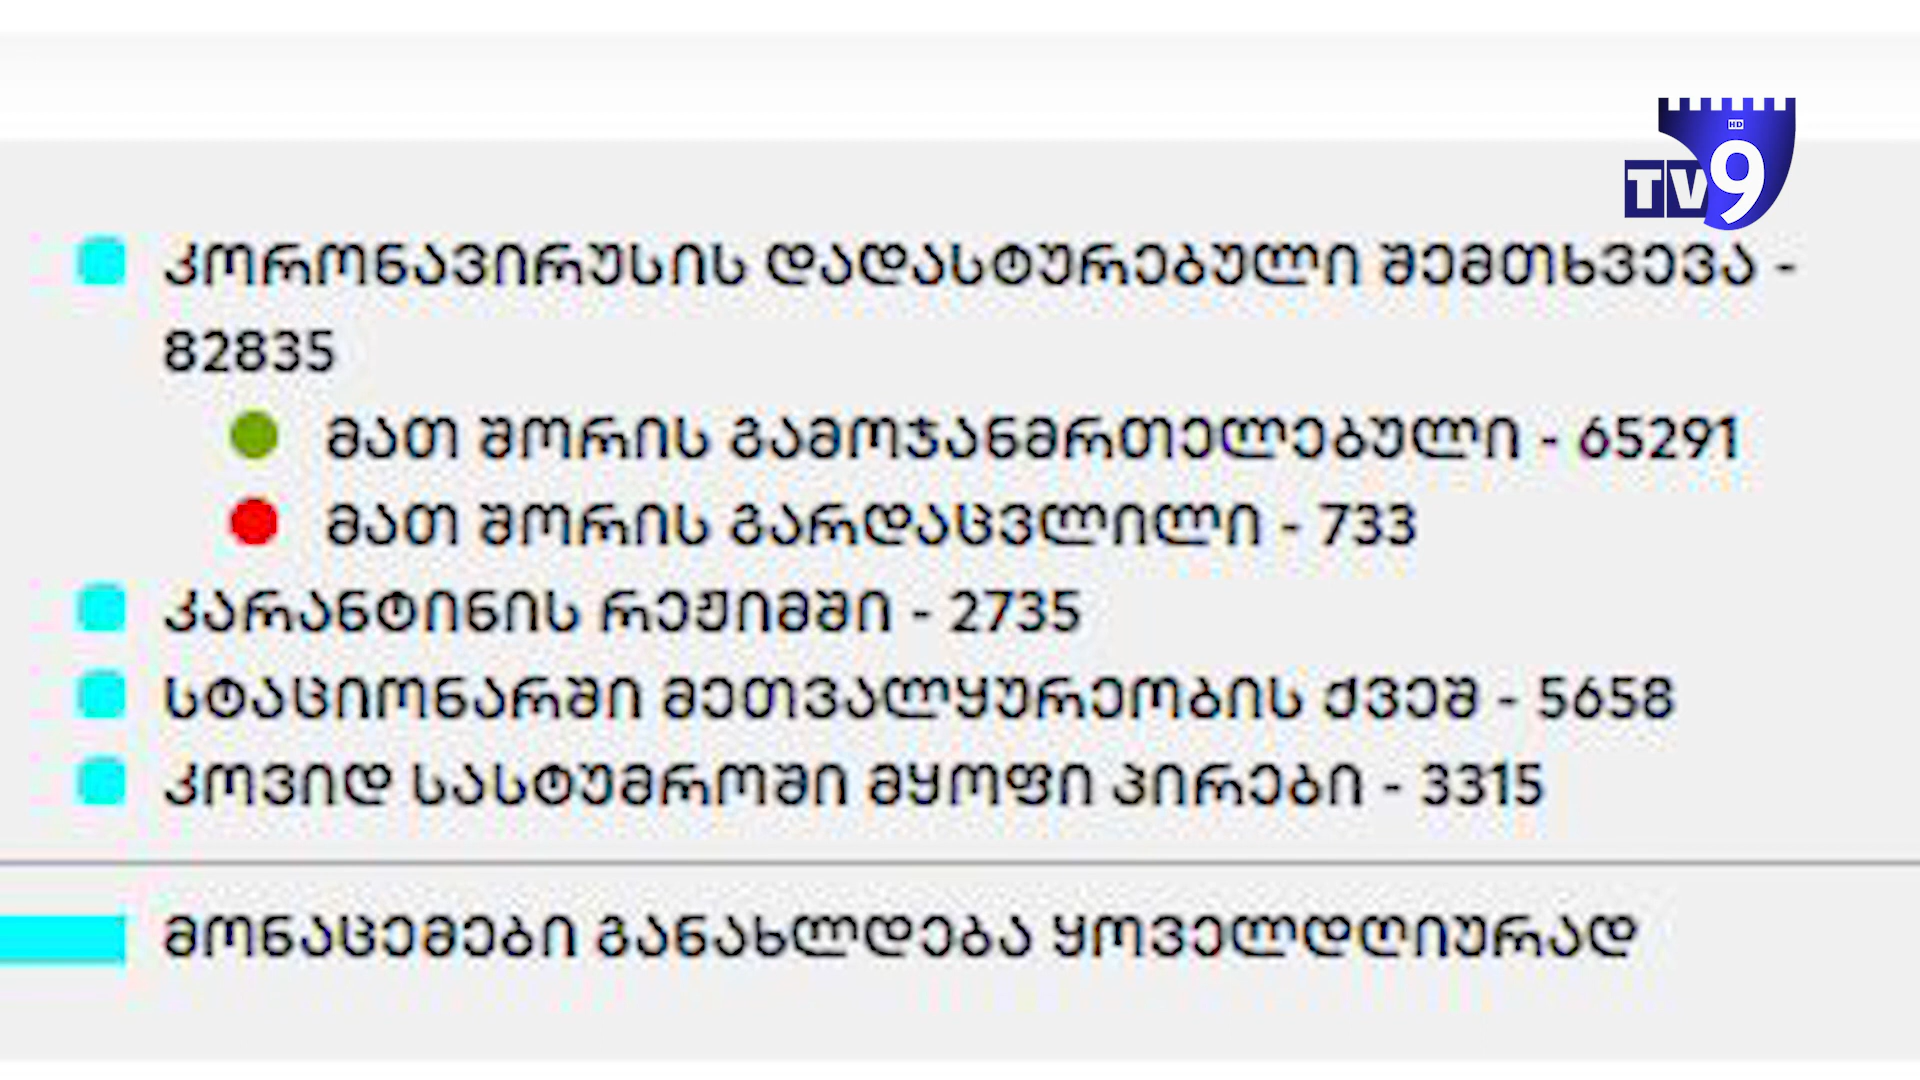 HD
TV9
კორონავირუსის დადასტურებული შემთხვევა -
82835
მათ შორის გამოჯანმრთელებული - 65291
მათ შორის გარდაცვლილი - 733
კარანტინის რეჟიმში - 2735
სტაციონარში მეთვალყურეობის ქვეშ - 5658
კოვიდ სასტუმროში მყოფი პირები - 3315
მონაცემები განახლდება ყოველდღიურად